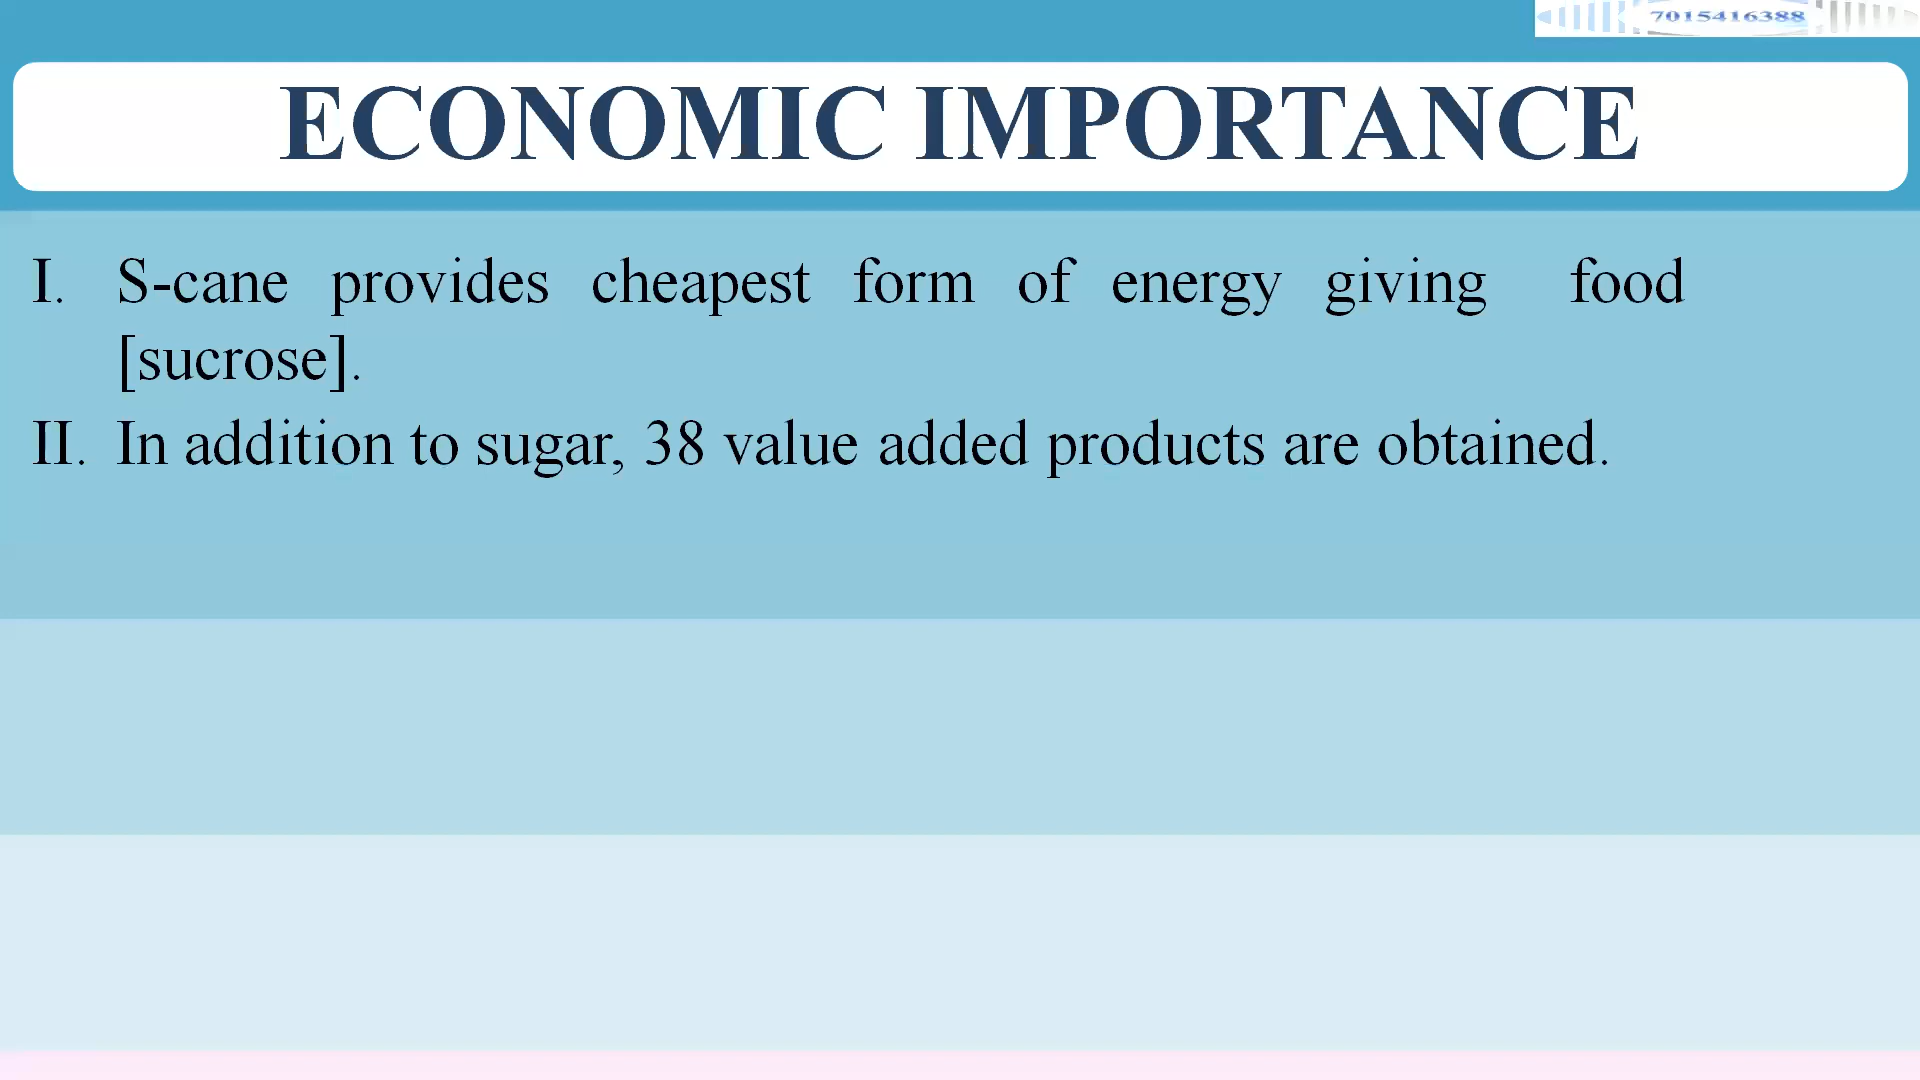 7015416388
ECONOMIC IMPORTANCE
I. S-cane provides cheapest form of energy giving food
[sucrose].
II. In addition to sugar, 38 value added products are obtained.